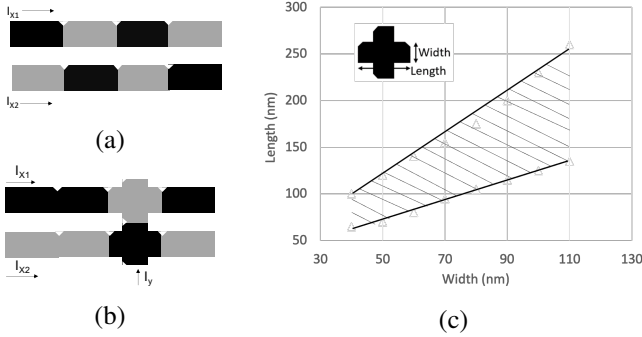 I_X1
I_X2
(a)
I_X1
I_X2
I_y
(b)
300
250
200
150
100
50
30
50
70
90
110
130
Length (nm)
Width (nm)
Width
Length
(c)